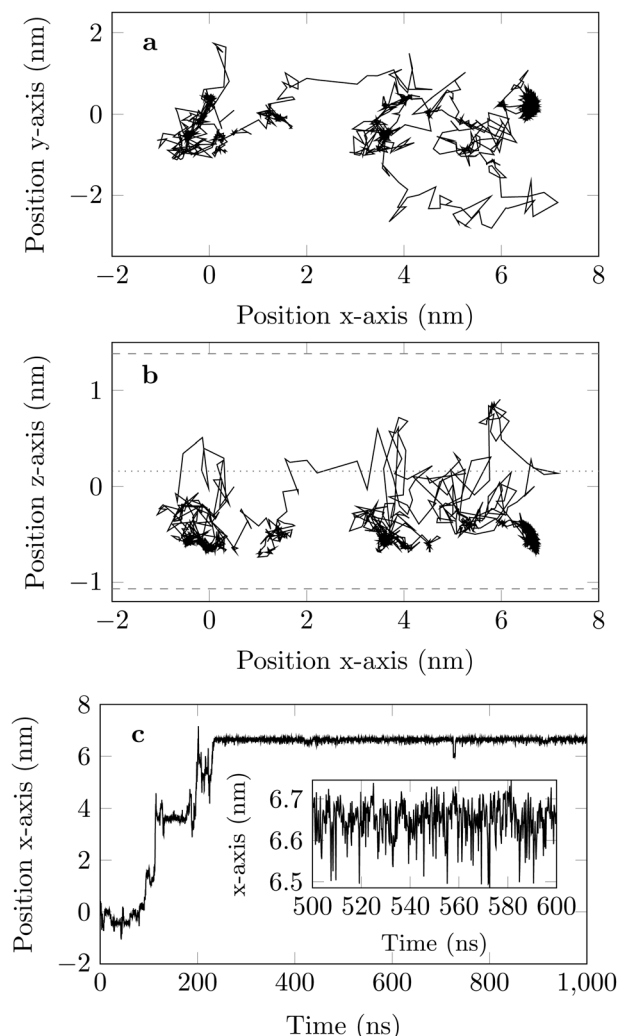 a
Position y-axis (nm)
2
0
−2
−2 0 2 4 6 8
Position x-axis (nm)
b
Position z-axis (nm)
1
0
−1
−2 0 2 4 6 8
Position x-axis (nm)
c
Position x-axis (nm)
8
6
4
2
0
−2
x-axis (nm)
6.7
6.6
6.5
500 520 540 560 580 600
Time (ns)
0 200 400 600 800 1,000
Time (ns)